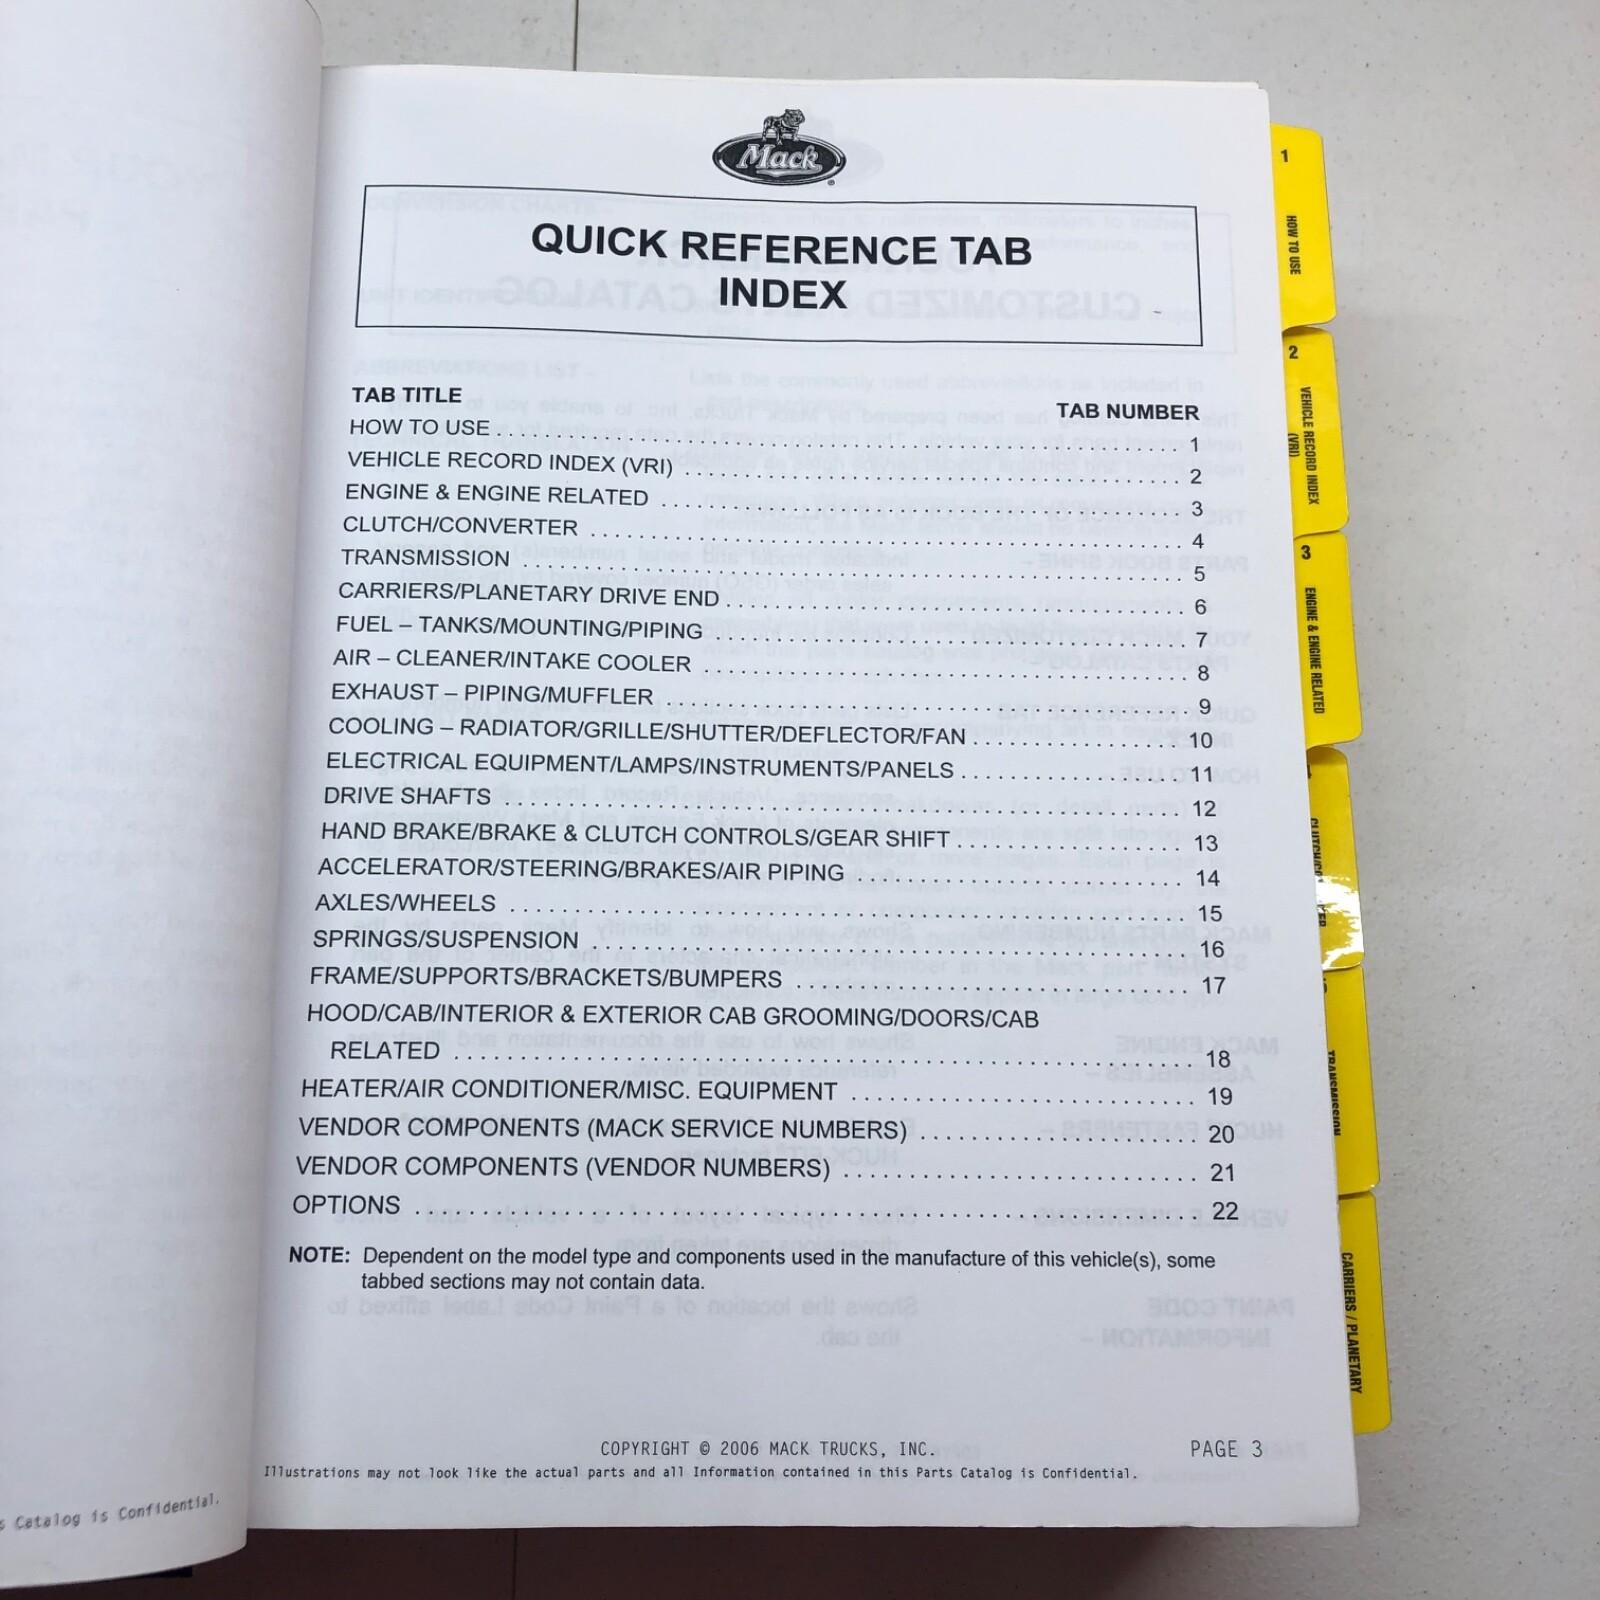 Mack
QUICK REFERENCE TAB
INDEX
TAB TITLE TAB NUMBER
HOW TO USE 1
VEHICLE RECORD INDEX (VRI) 2
ENGINE & ENGINE RELATED 3
CLUTCH/CONVERTER 4
TRANSMISSION 5
CARRIERS/PLANETARY DRIVE END 6
FUEL – TANKS/MOUNTING/PIPING 7
AIR – CLEANER/INTAKE COOLER 8
EXHAUST – PIPING/MUFFLER 9
COOLING – RADIATOR/GRILLE/SHUTTER/DEFLECTOR/FAN 10
ELECTRICAL EQUIPMENT/LAMPS/INSTRUMENTS/PANELS 11
DRIVE SHAFTS 12
HAND BRAKE/BRAKE & CLUTCH CONTROLS/GEAR SHIFT 13
ACCELERATOR/STEERING/BRAKES/AIR PIPING 14
AXLES/WHEELS 15
SPRINGS/SUSPENSION 16
FRAME/SUPPORTS/BRACKETS/BUMPERS 17
HOOD/CAB/INTERIOR & EXTERIOR CAB GROOMING/DOORS/CAB
RELATED 18
HEATER/AIR CONDITIONER/MISC. EQUIPMENT 19
VENDOR COMPONENTS (MACK SERVICE NUMBERS) 20
VENDOR COMPONENTS (VENDOR NUMBERS) 21
OPTIONS 22
NOTE: Dependent on the model type and components used in the manufacture of this vehicle(s), some
tabbed sections may not contain data.
COPYRIGHT © 2006 MACK TRUCKS, INC. PAGE 3
Illustrations may not look like the actual parts and all Information contained in this Parts Catalog is Confidential.
Catalog is Confidential.
1
HOW TO USE
2
VEHICLE RECORD INDEX
(VRI)
3
ENGINE & ENGINE RELATED
TRANSMISSION
CARRIERS / PLANETARY